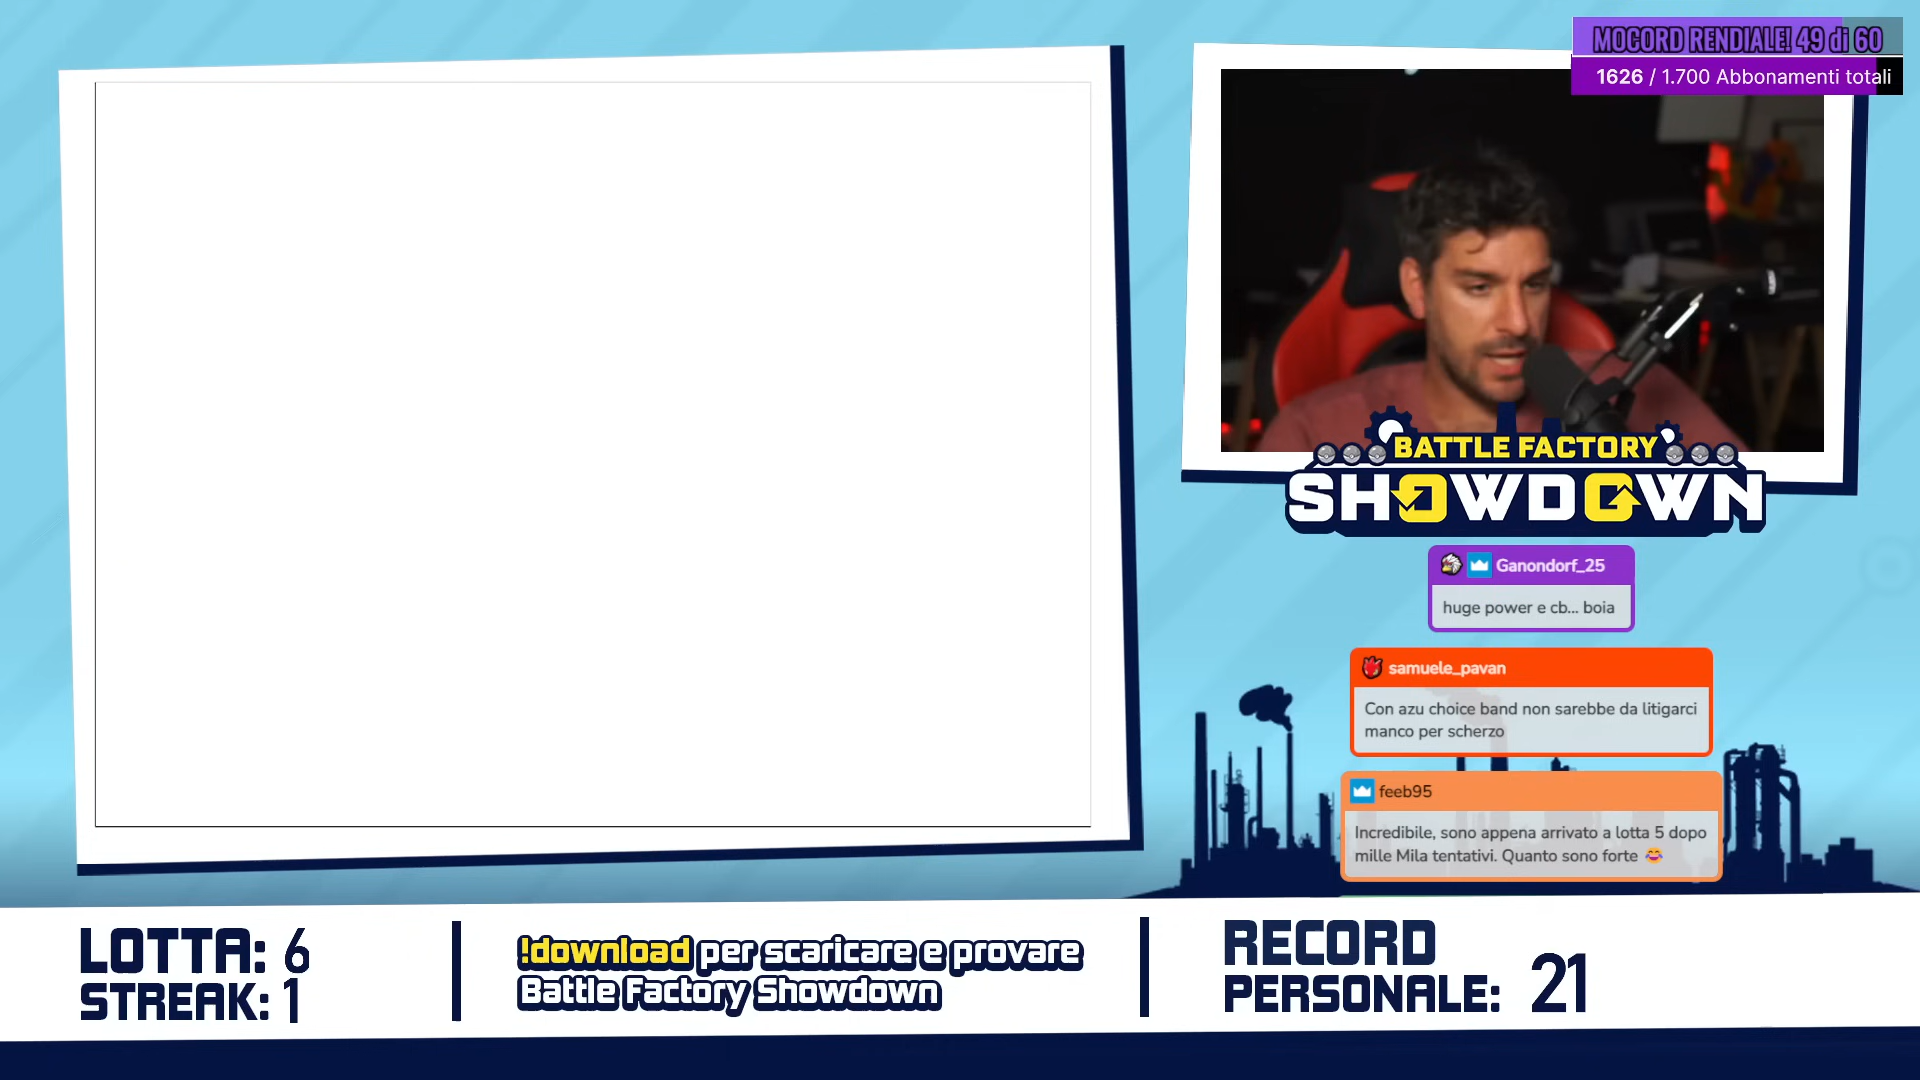 MOCORD RENDIALE! 49 di 60
1626 / 1.700 Abbonamenti totali
BATTLE FACTORY
SHOWDOWN
Ganondorf_25
huge power e cb... boia
samuele_pavan
Con azu choice band non sarebbe da litigarci
manco per scherzo
feeb95
Incredibile, sono appena arrivato a lotta 5 dopo
mille Mila tentativi. Quanto sono forte 😂
LOTTA: 6
STREAK: 1
!download per scaricare e provare
Battle Factory Showdown
RECORD
PERSONALE: 21